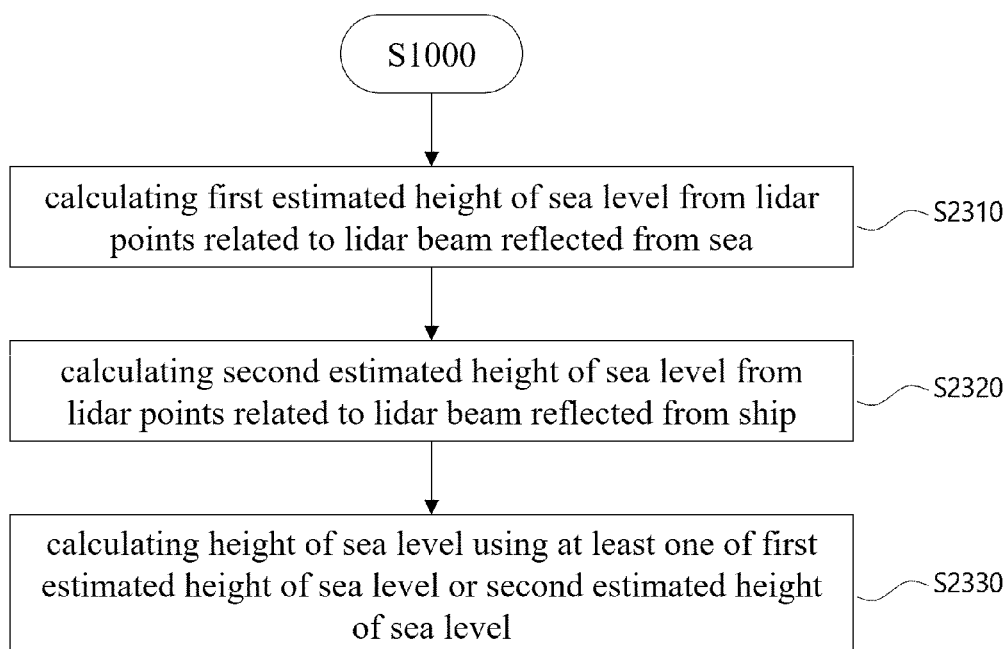 S1000
calculating first estimated height of sea level from lidar
points related to lidar beam reflected from sea
S2310
calculating second estimated height of sea level from
lidar points related to lidar beam reflected from ship
S2320
calculating height of sea level using at least one of first
estimated height of sea level or second estimated height
of sea level
S2330